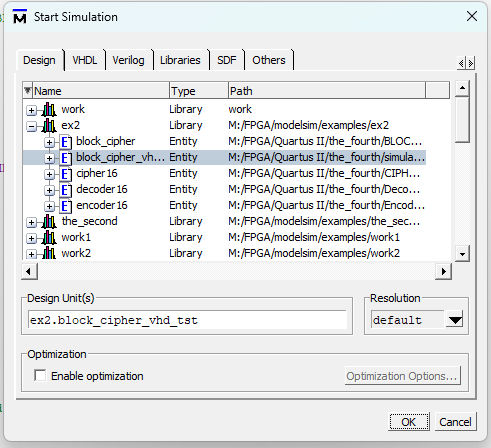 Start Simulation
Design VHDL Verilog Libraries SDF Others
Name Type Path
work Library work
ex2 Library M:/FPGA/modelsim/examples/ex2
block_cipher Entity M:/FPGA/Quartus II/the_fourth/BLOC...
block_cipher_vh... Entity M:/FPGA/Quartus II/the_fourth/simula...
cipher16 Entity M:/FPGA/Quartus II/the_fourth/CIPH...
decoder16 Entity M:/FPGA/Quartus II/the_fourth/Deco...
encoder16 Entity M:/FPGA/Quartus II/the_fourth/Encod...
the_second Library M:/FPGA/modelsim/examples/the_sec...
work1 Library M:/FPGA/modelsim/examples/work1
work2 Library M:/FPGA/modelsim/examples/work2
Design Unit(s)
ex2.block_cipher_vhd_tst
Resolution
default
Optimization
Enable optimization
Optimization Options...
OK Cancel